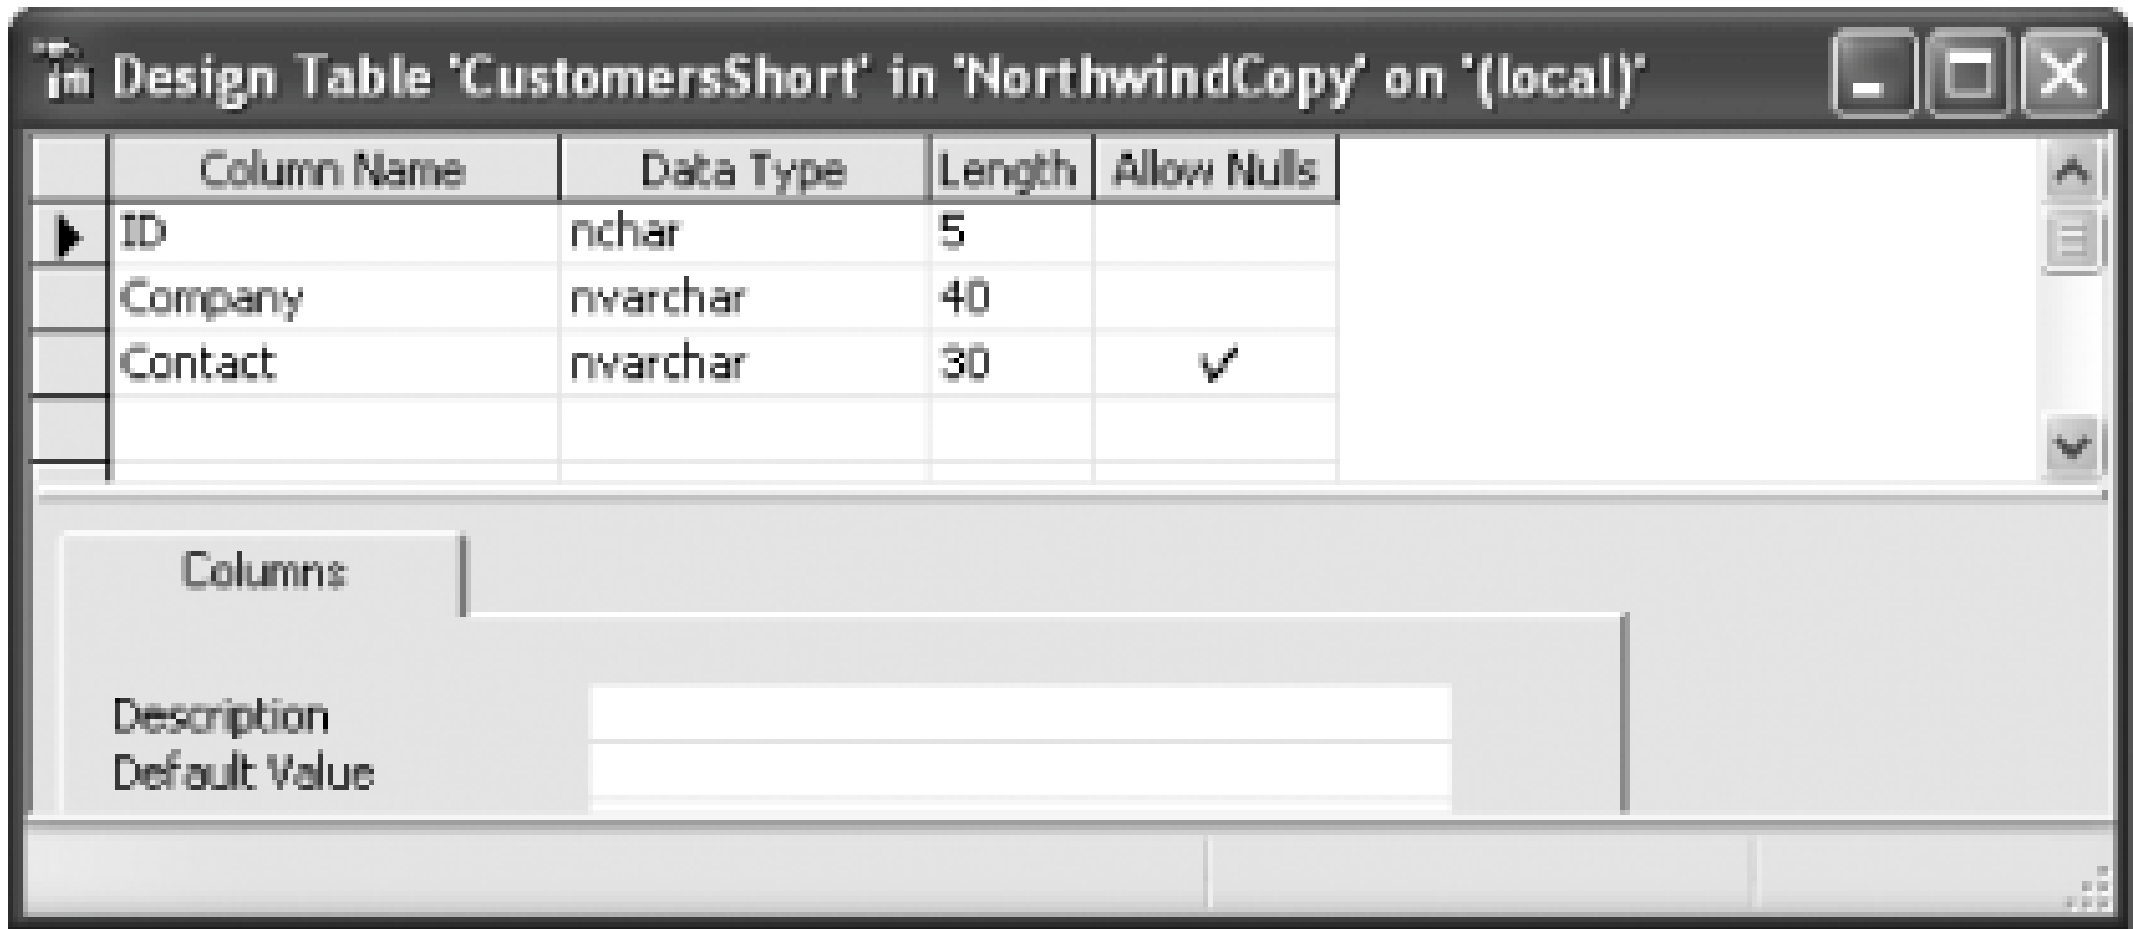 Design Table 'CustomersShort' in 'NorthwindCopy' on '(local)'
Column Name Data Type Length Allow Nulls
ID nchar 5
Company nvarchar 40
Contact nvarchar 30
Columns
Description
Default Value